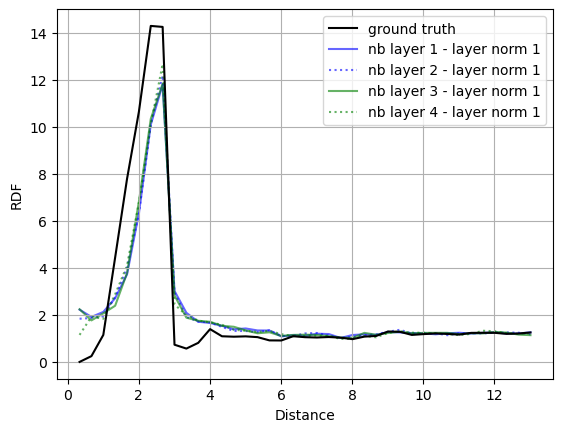 ground truth
nb layer 1 - layer norm 1
nb layer 2 - layer norm 1
nb layer 3 - layer norm 1
nb layer 4 - layer norm 1
14
12
10
8
6
4
2
0
RDF
0 2 4 6 8 10 12
Distance